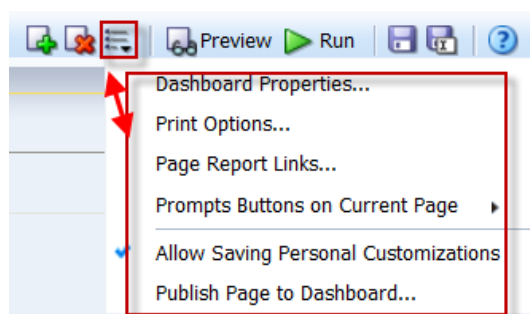 Preview Run
Dashboard Properties...
Print Options...
Page Report Links...
Prompts Buttons on Current Page
Allow Saving Personal Customizations
Publish Page to Dashboard...